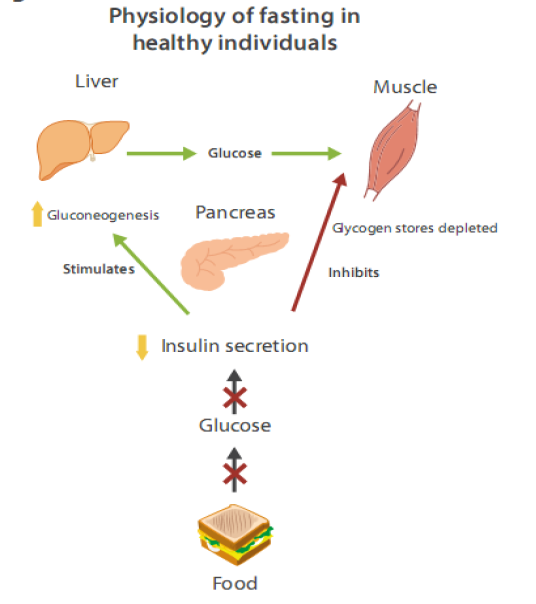 Physiology of fasting in
healthy individuals
Liver
Muscle
Glucose
Gluconeogenesis
Pancreas
Glycogen stores depleted
Stimulates
Inhibits
Insulin secretion
Glucose
Food